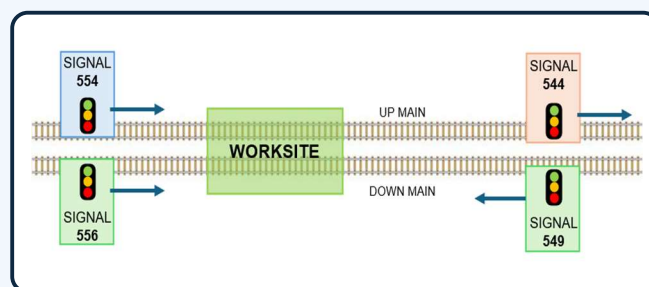 SIGNAL
554
SIGNAL
544
UP MAIN
WORKSITE
DOWN MAIN
SIGNAL
556
SIGNAL
549